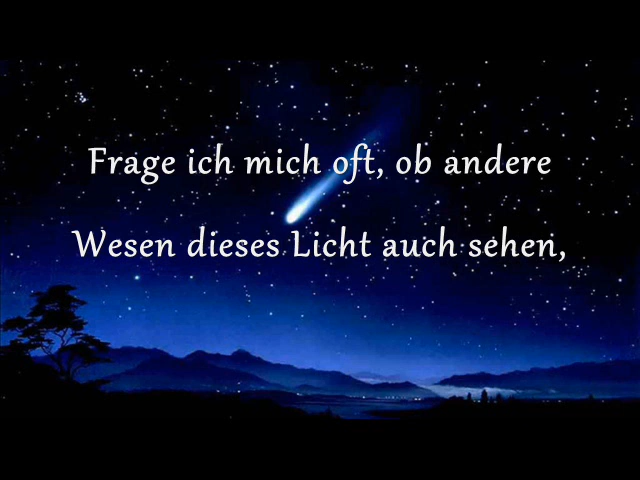 Frage ich mich oft, ob andere
Wesen dieses Licht auch sehen,